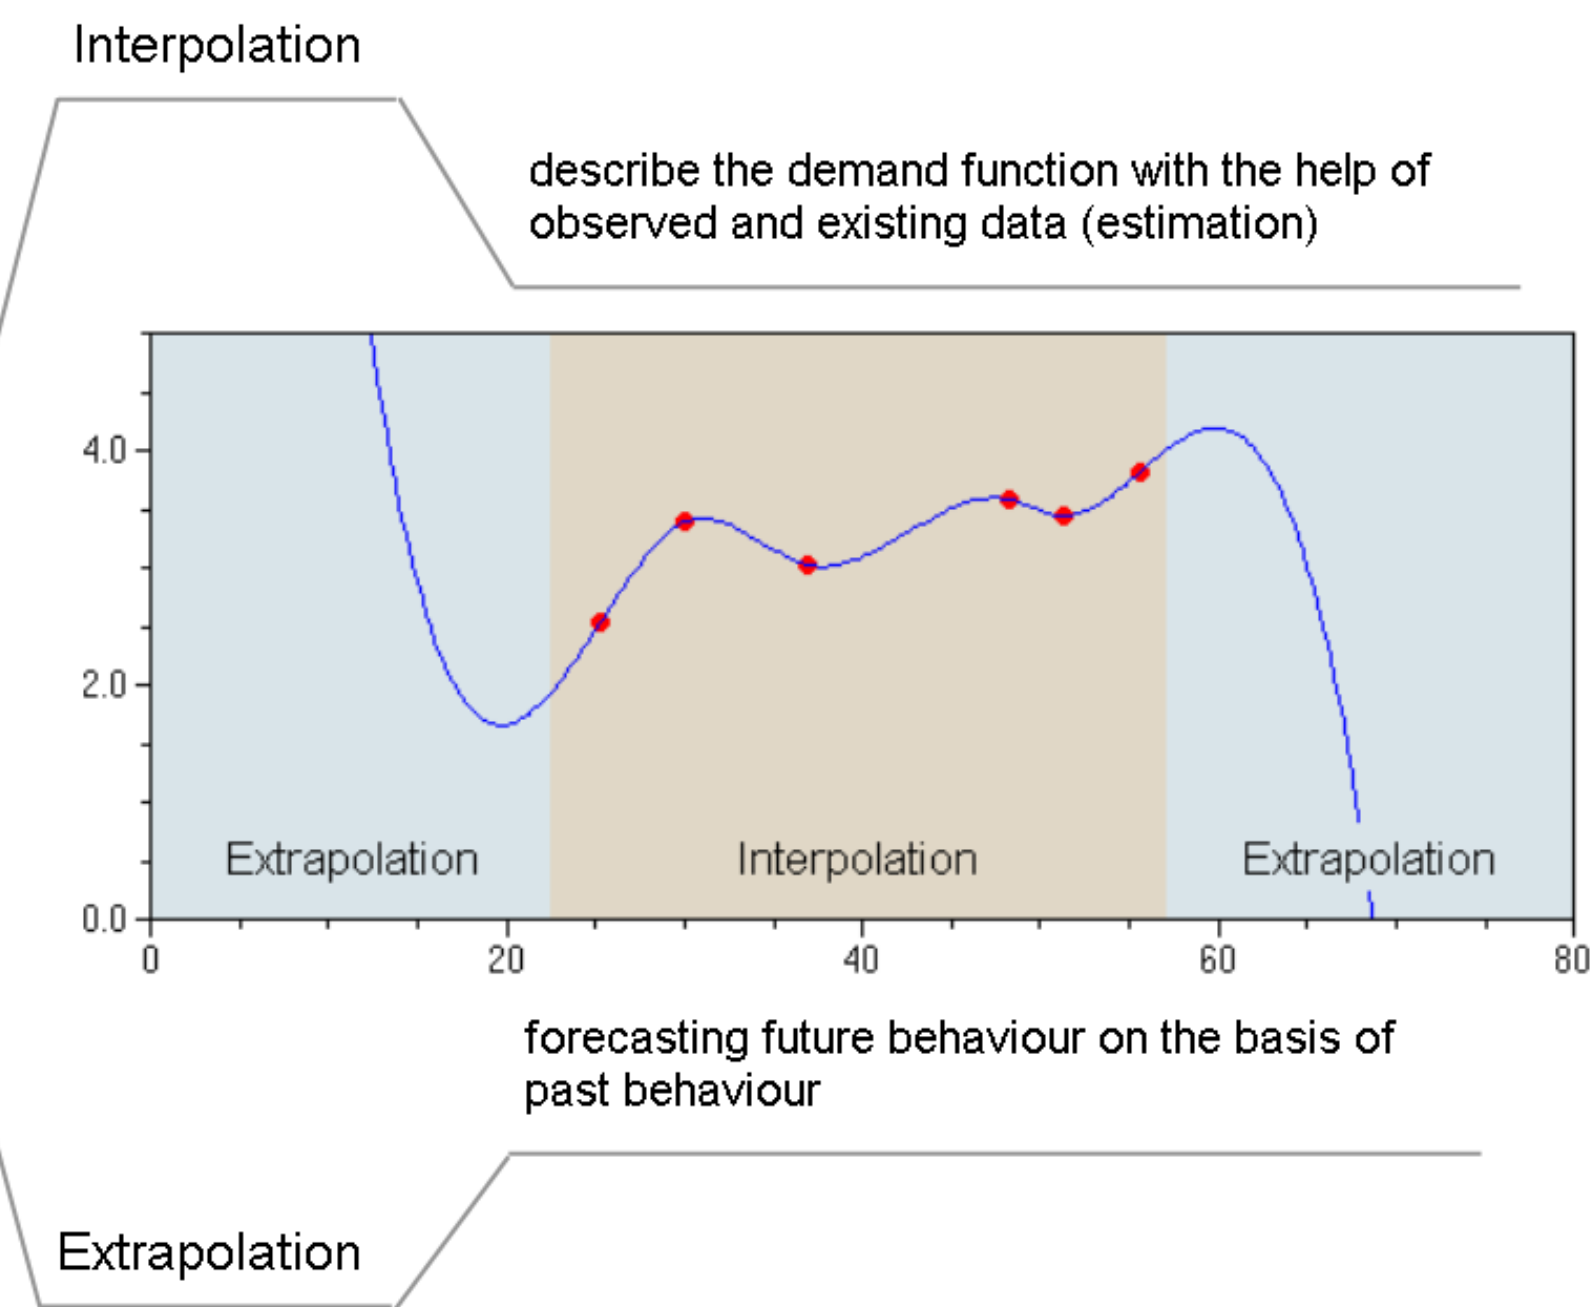 Interpolation
describe the demand function with the help of
observed and existing data (estimation)
4.0
2.0
0.0
Extrapolation Interpolation Extrapolation
0 20 40 60 80
forecasting future behaviour on the basis of
past behaviour
Extrapolation